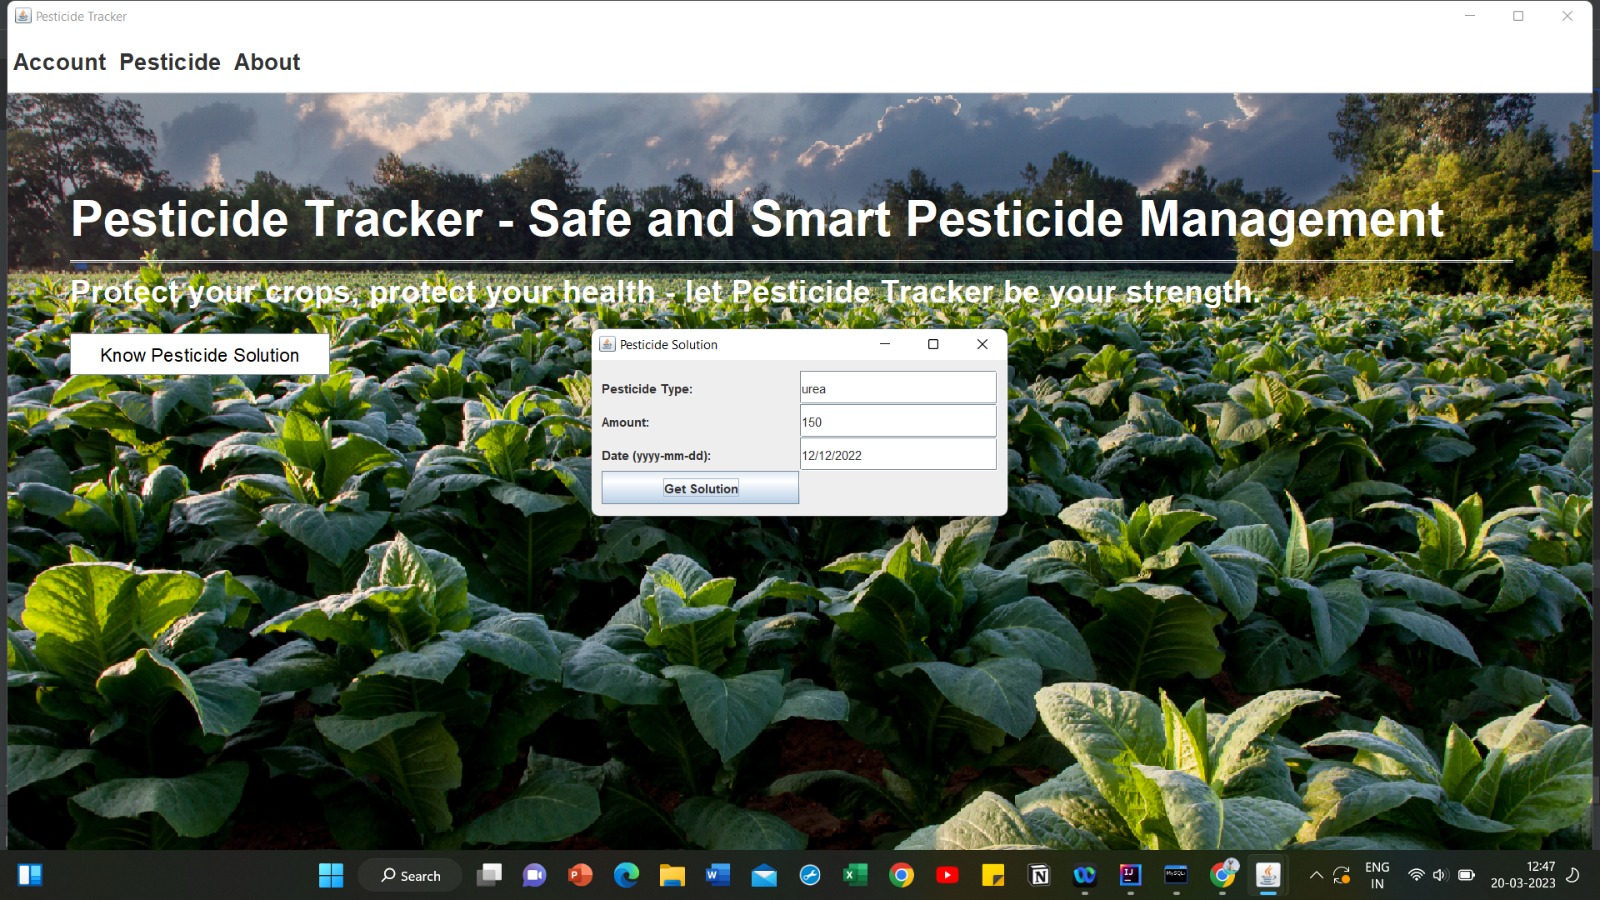 Pesticide Tracker
Account Pesticide About
Pesticide Tracker - Safe and Smart Pesticide Management
Protect your crops, protect your health - let Pesticide Tracker be your strength.
Know Pesticide Solution
Pesticide Solution
Pesticide Type: urea
Amount: 150
Date (yyyy-mm-dd): 12/12/2022
Get Solution
Search
ENG
IN
12:47
20-03-2023